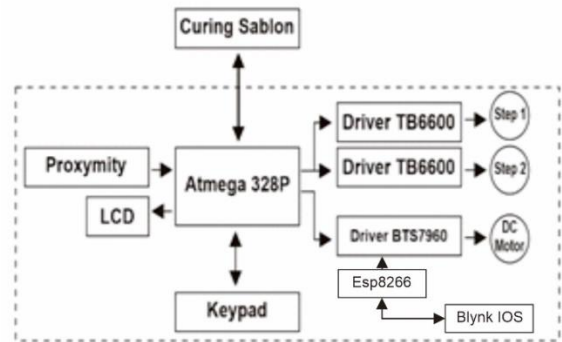 Curing Sablon
Driver TB6600
Step 1
Proxymity
Atmega 328P
Driver TB6600
Step 2
LCD
Driver BTS7960
DC
Motor
Esp8266
Keypad
Blynk IOS